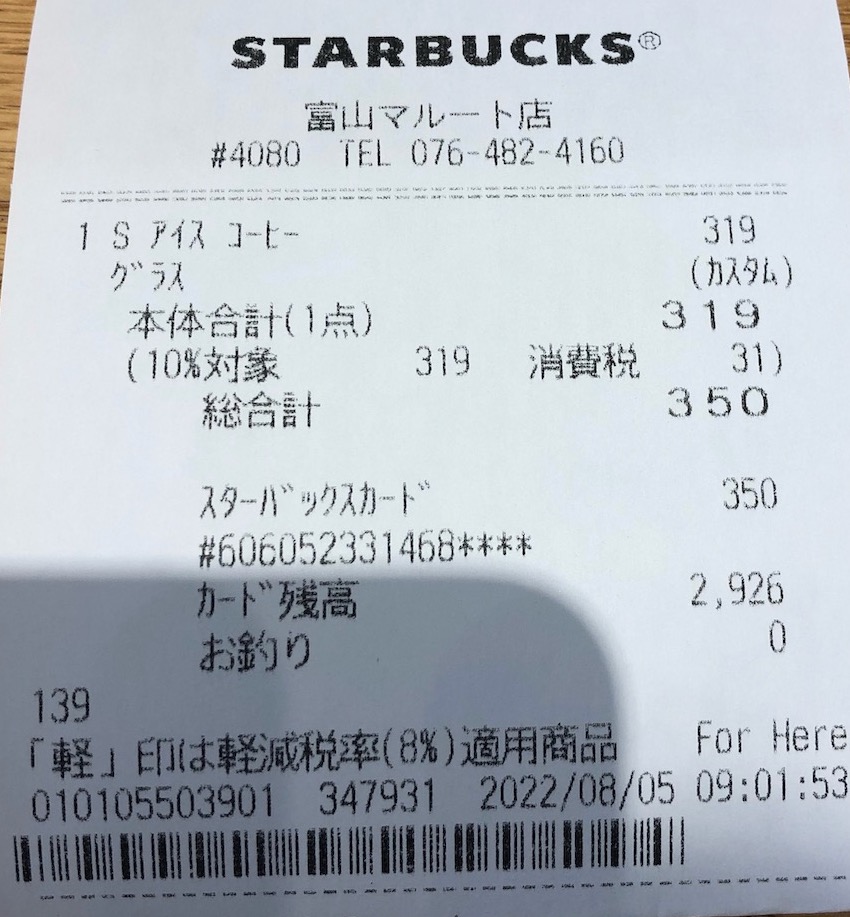 STARBUCKS®
富山マルート店
#4080 TEL 076-482-4160
1 S アイス コーヒー 319
グラス (カスタム)
本体合計(1点) 319
(10%対象 319 消費税 31)
総合計 350
スターバックスカード 350
#606052331468****
カード残高 2,926
お釣り 0
139
「軽」印は軽減税率(8%)適用商品 For Here
010105503901 347931 2022/08/05 09:01:53